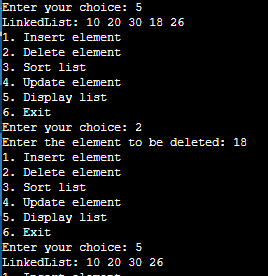 Enter your choice: 5
LinkedList: 10 20 30 18 26
1. Insert element
2. Delete element
3. Sort list
4. Update element
5. Display list
6. Exit
Enter your choice: 2
Enter the element to be deleted: 18
1. Insert element
2. Delete element
3. Sort list
4. Update element
5. Display list
6. Exit
Enter your choice: 5
LinkedList: 10 20 30 26
1. Insert element